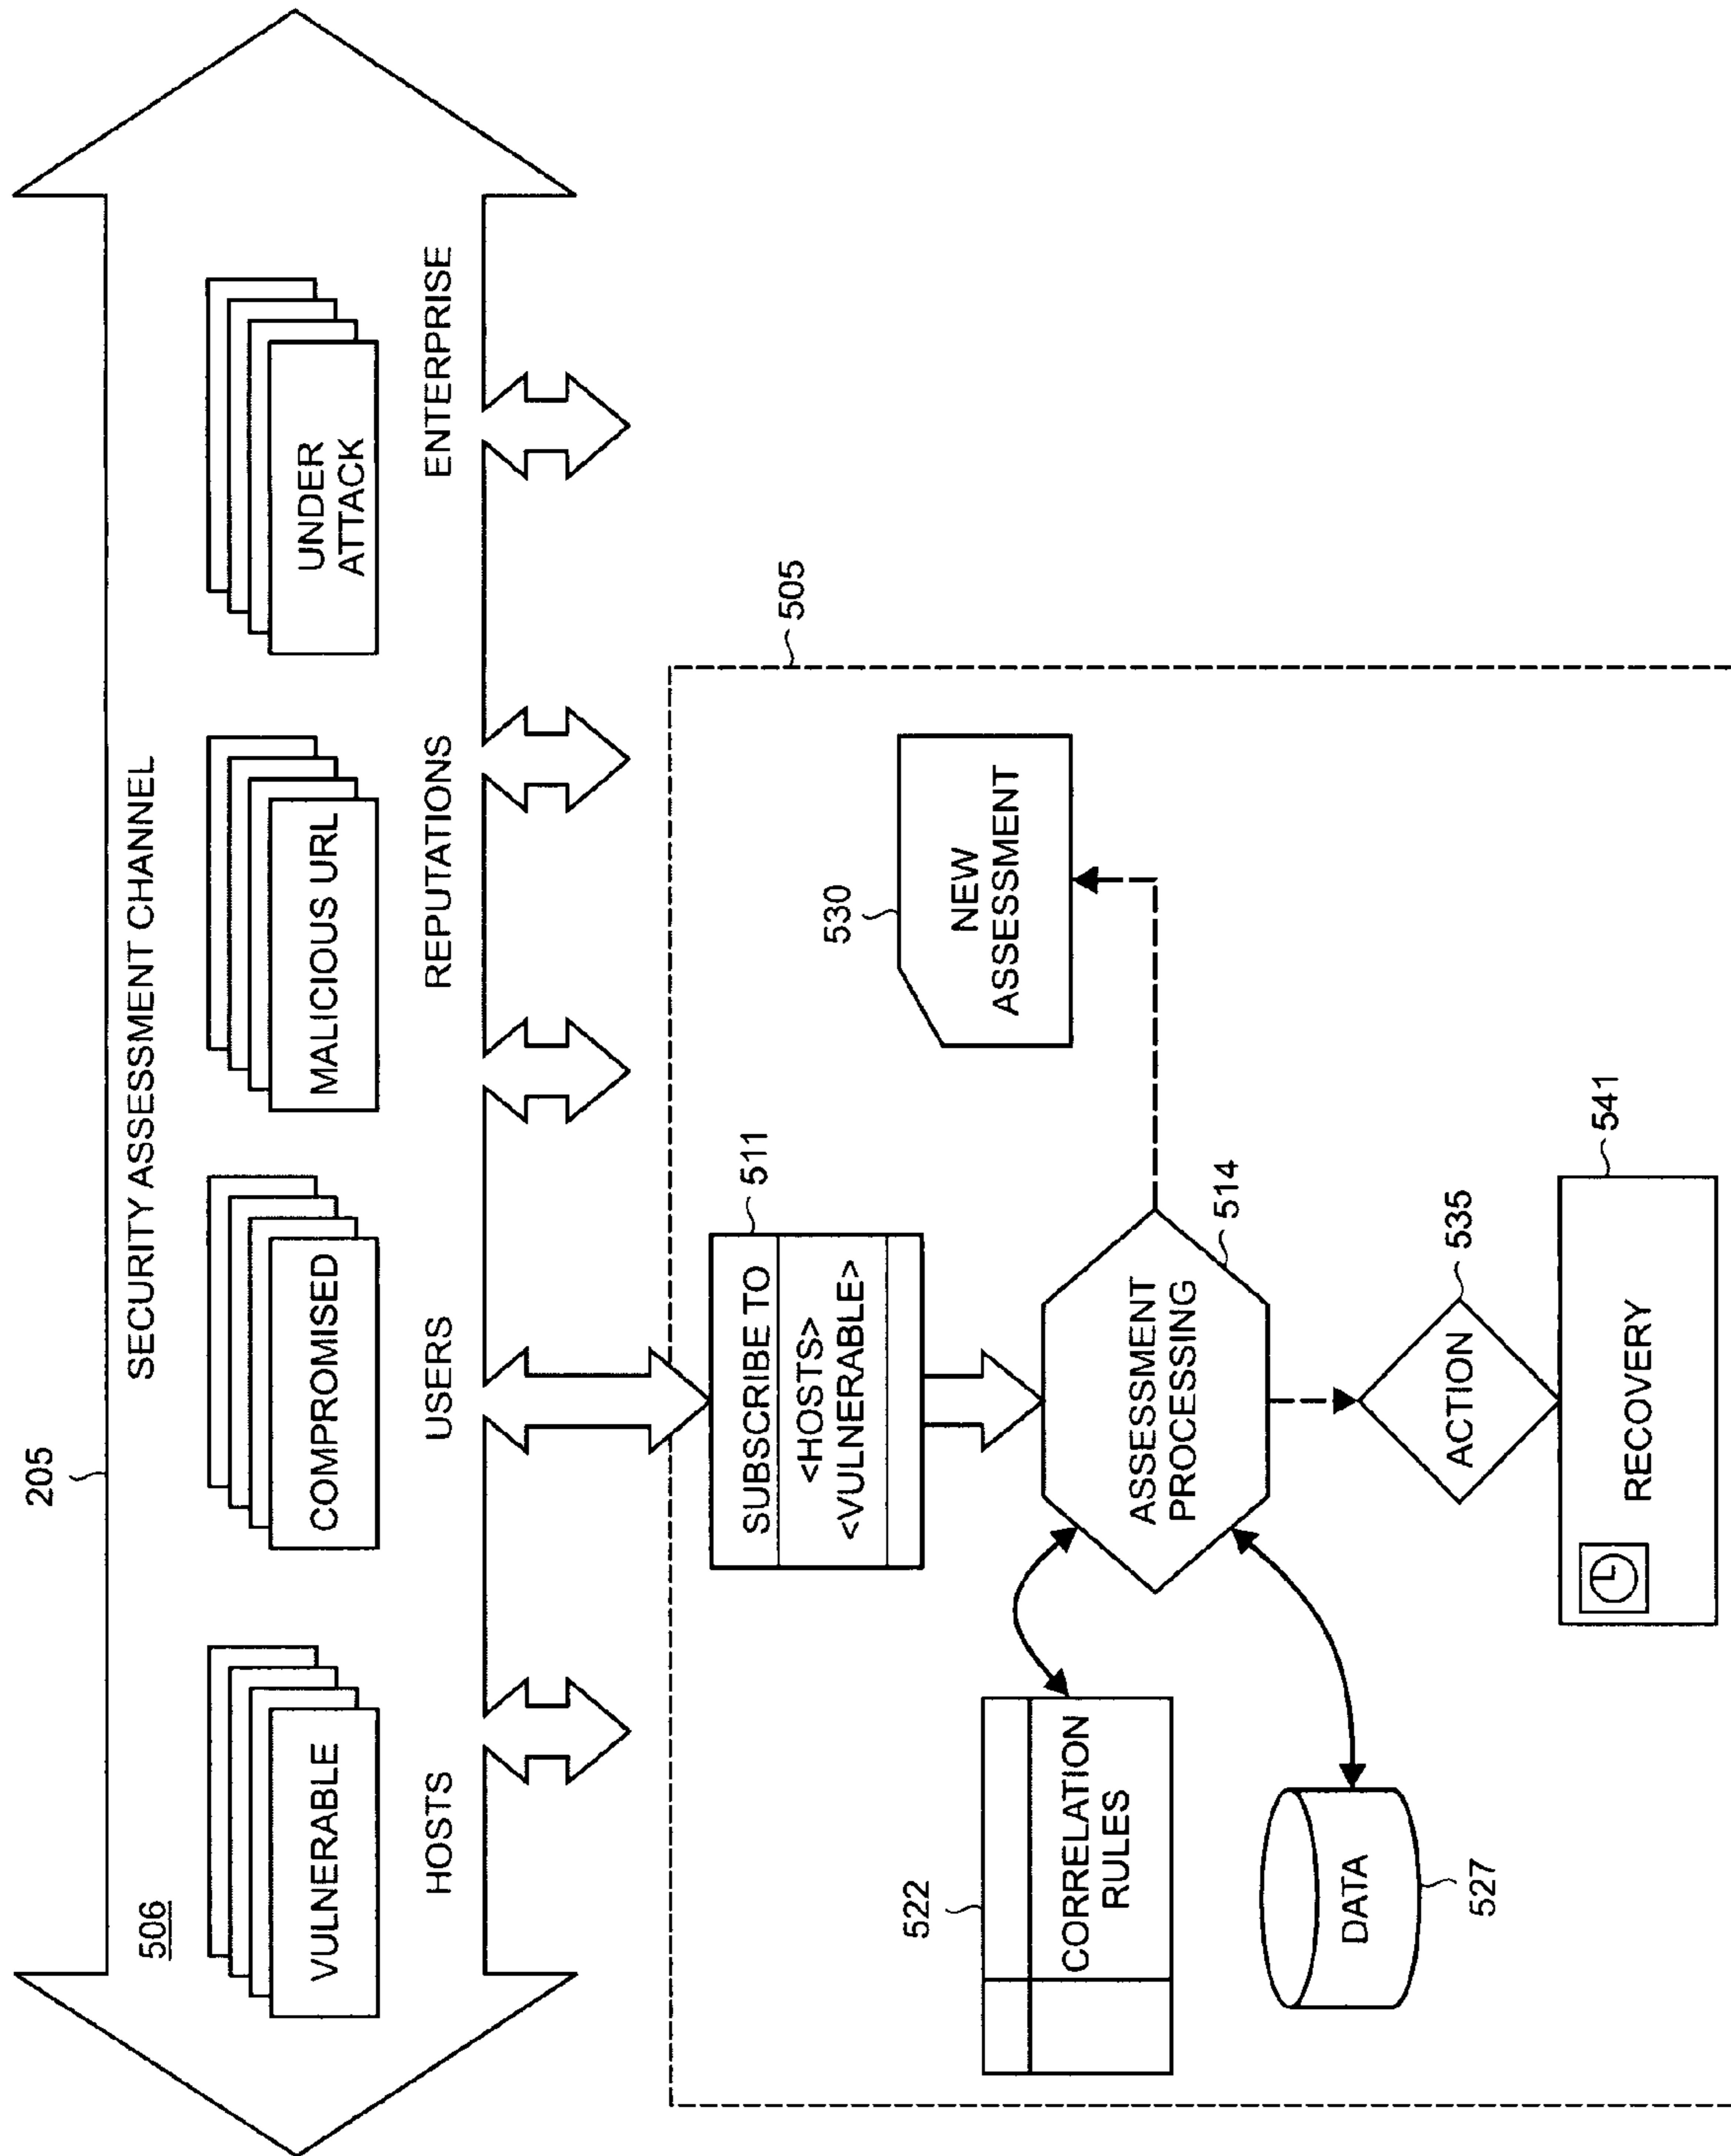 205
SECURITY ASSESSMENT CHANNEL
506
VULNERABLE
COMPROMISED
MALICIOUS URL
UNDER
ATTACK
HOSTS
USERS
REPUTATIONS
ENTERPRISE
505
SUBSCRIBE TO
<HOSTS>
<VULNERABLE>
511
530
NEW
ASSESSMENT
522
CORRELATION
RULES
ASSESSMENT
PROCESSING
514
DATA
527
ACTION
535
RECOVERY
541